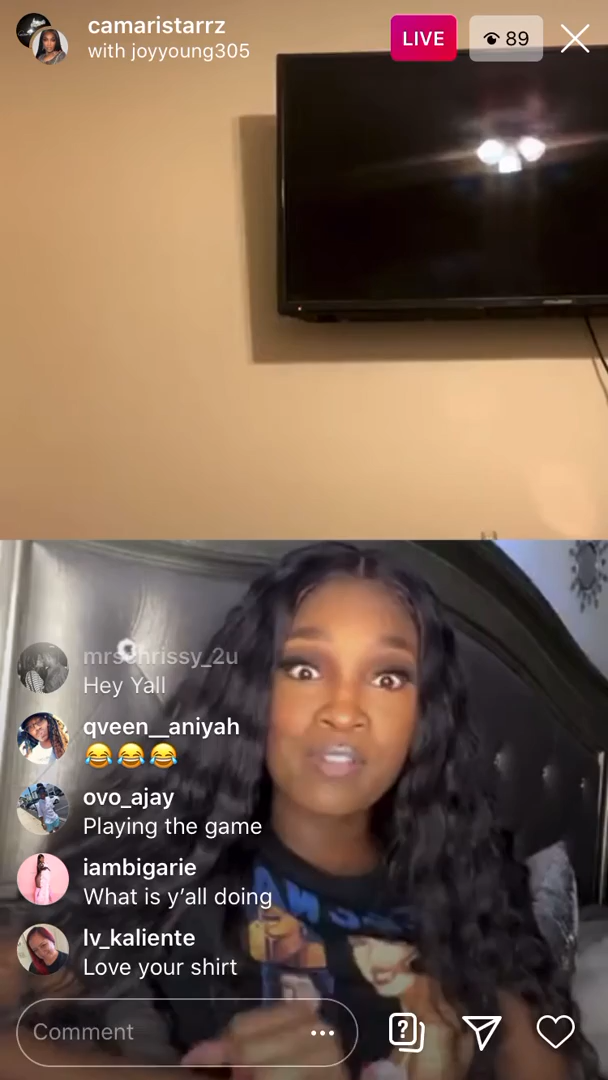 camaristarrz
with joyyoung305
LIVE
89
mrschrissy_2u
Hey Yall
qveen__aniyah
😂😂😂
ovo_ajay
Playing the game
iambigarie
What is y’all doing
lv_kaliente
Love your shirt
Comment